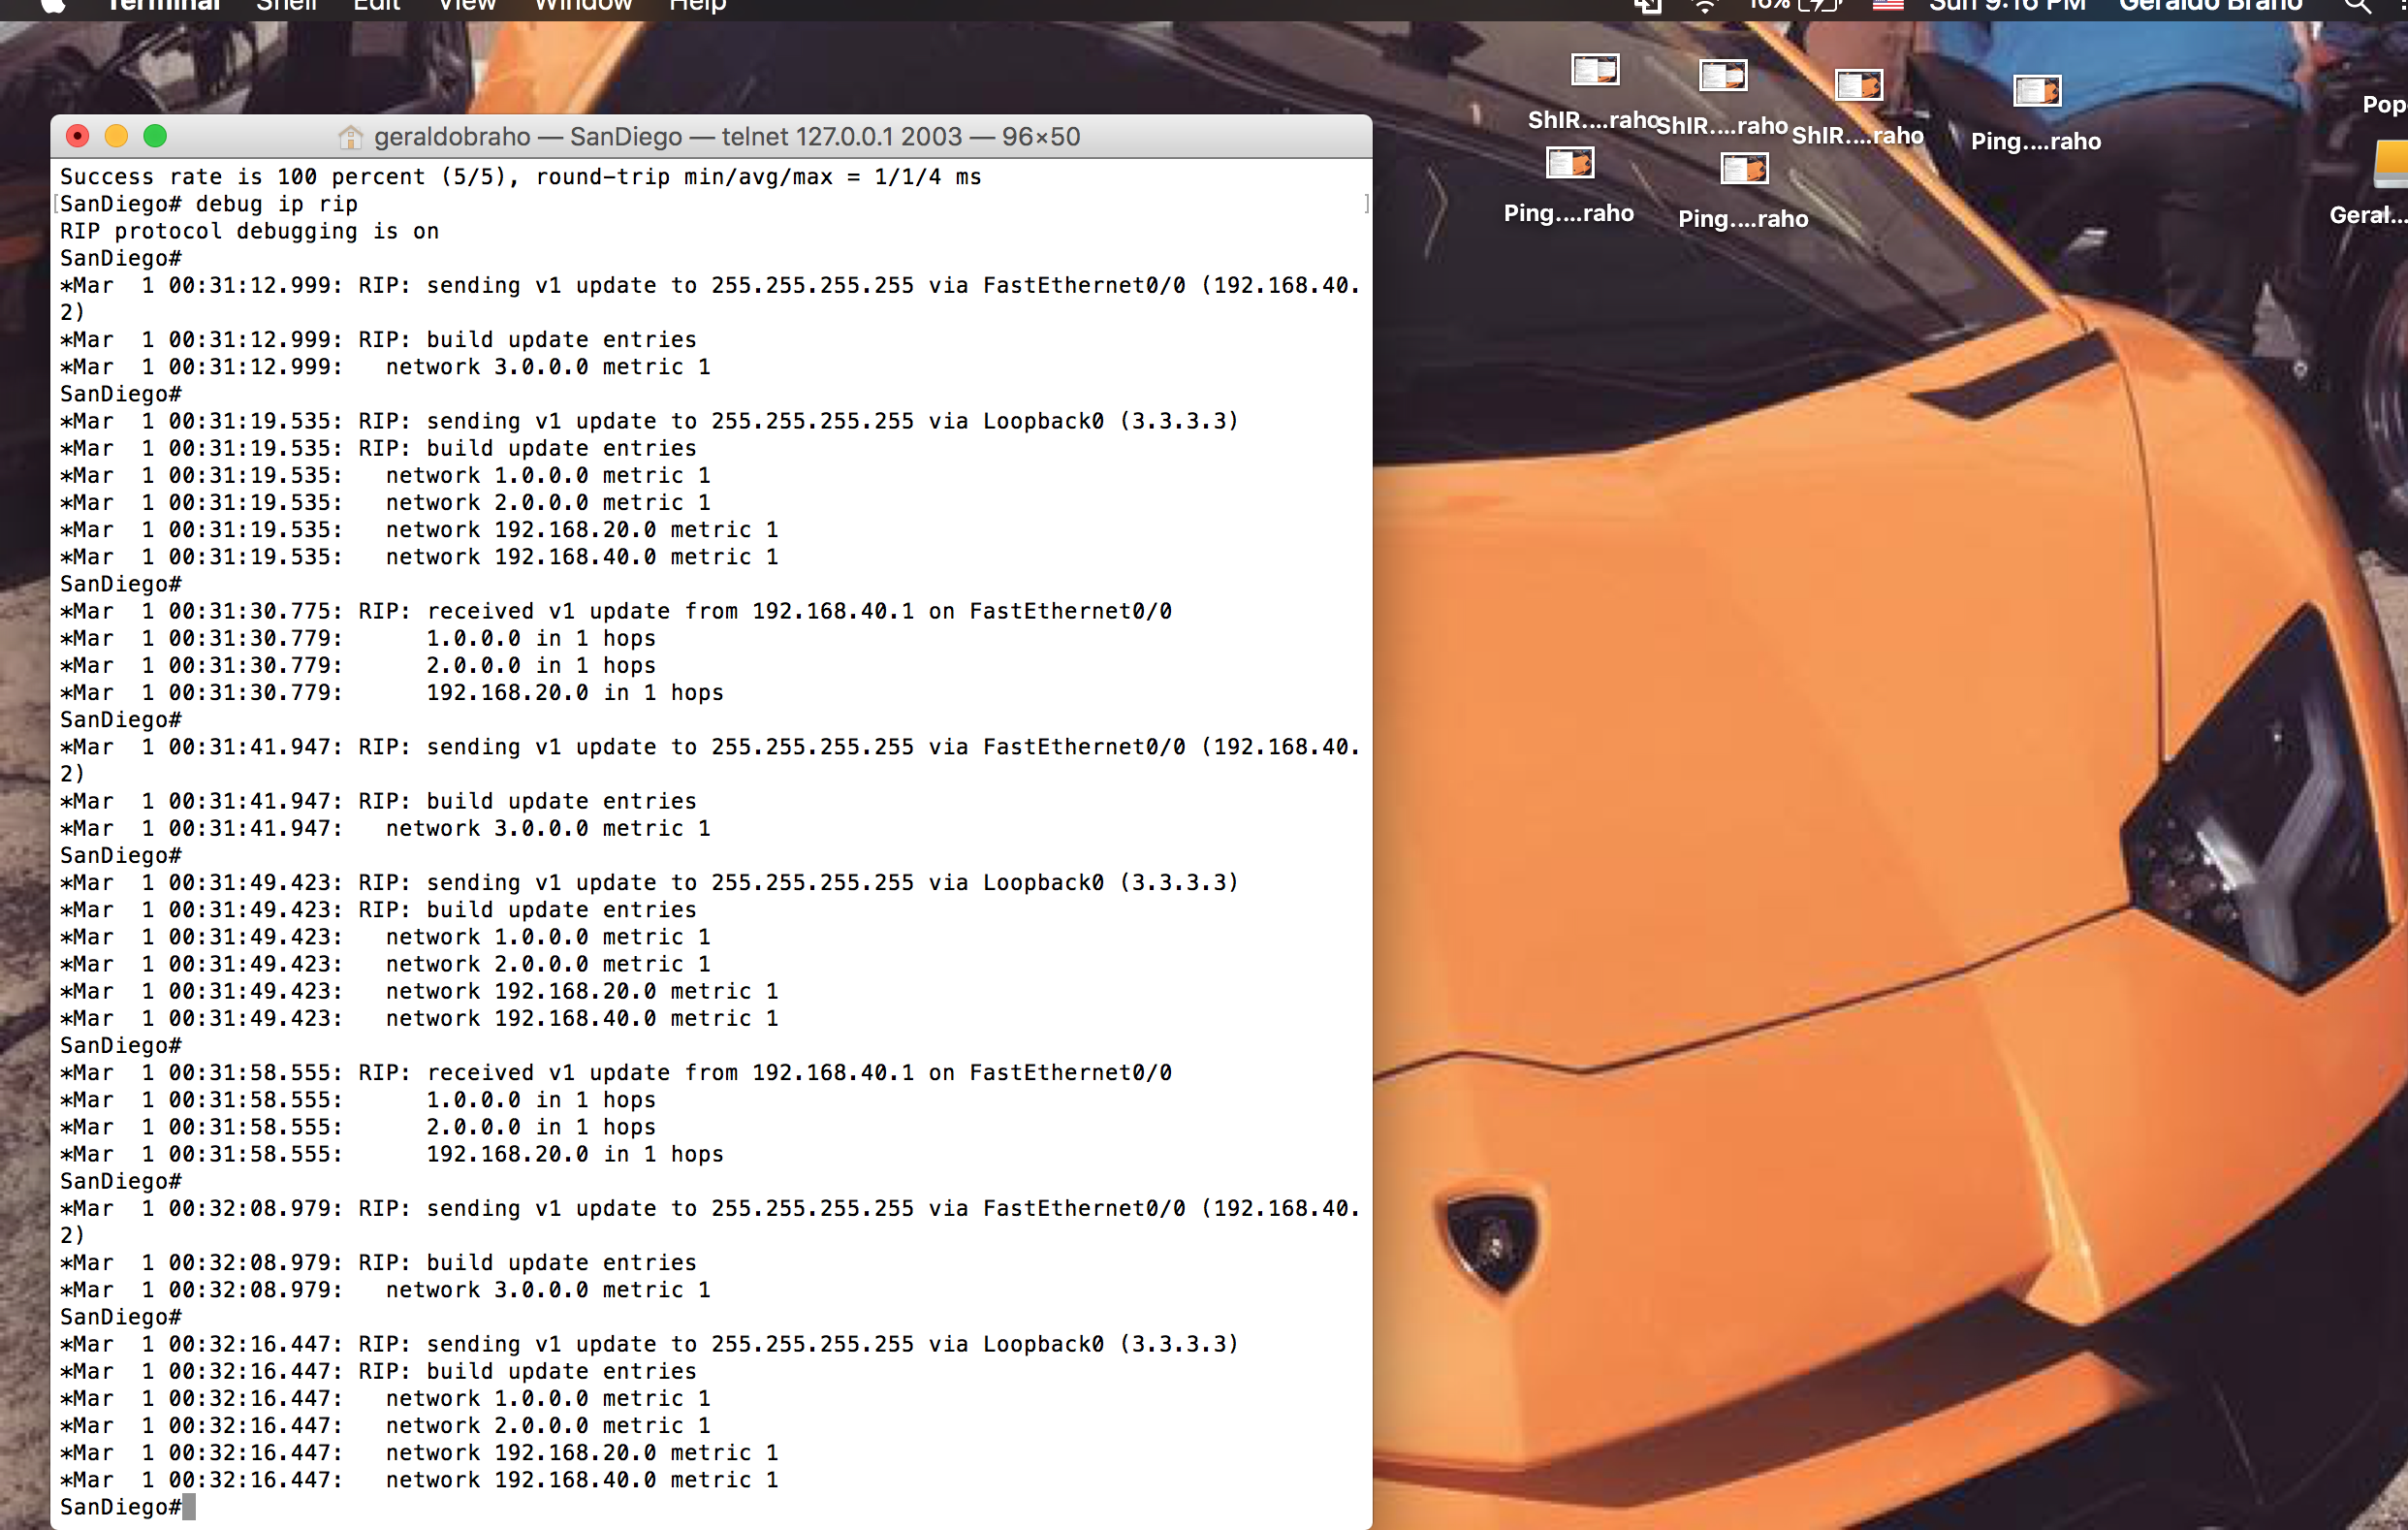 Terminal Shell Edit View Window Help 16% Sun 9:16 PM Geraldo Braho
geraldobraho — SanDiego — telnet 127.0.0.1 2003 — 96×50
Success rate is 100 percent (5/5), round-trip min/avg/max = 1/1/4 ms
[SanDiego# debug ip rip ]
RIP protocol debugging is on
SanDiego#
*Mar  1 00:31:12.999: RIP: sending v1 update to 255.255.255.255 via FastEthernet0/0 (192.168.40.
2)
*Mar  1 00:31:12.999: RIP: build update entries
*Mar  1 00:31:12.999:   network 3.0.0.0 metric 1
SanDiego#
*Mar  1 00:31:19.535: RIP: sending v1 update to 255.255.255.255 via Loopback0 (3.3.3.3)
*Mar  1 00:31:19.535: RIP: build update entries
*Mar  1 00:31:19.535:   network 1.0.0.0 metric 1
*Mar  1 00:31:19.535:   network 2.0.0.0 metric 1
*Mar  1 00:31:19.535:   network 192.168.20.0 metric 1
*Mar  1 00:31:19.535:   network 192.168.40.0 metric 1
SanDiego#
*Mar  1 00:31:30.775: RIP: received v1 update from 192.168.40.1 on FastEthernet0/0
*Mar  1 00:31:30.779:      1.0.0.0 in 1 hops
*Mar  1 00:31:30.779:      2.0.0.0 in 1 hops
*Mar  1 00:31:30.779:      192.168.20.0 in 1 hops
SanDiego#
*Mar  1 00:31:41.947: RIP: sending v1 update to 255.255.255.255 via FastEthernet0/0 (192.168.40.
2)
*Mar  1 00:31:41.947: RIP: build update entries
*Mar  1 00:31:41.947:   network 3.0.0.0 metric 1
SanDiego#
*Mar  1 00:31:49.423: RIP: sending v1 update to 255.255.255.255 via Loopback0 (3.3.3.3)
*Mar  1 00:31:49.423: RIP: build update entries
*Mar  1 00:31:49.423:   network 1.0.0.0 metric 1
*Mar  1 00:31:49.423:   network 2.0.0.0 metric 1
*Mar  1 00:31:49.423:   network 192.168.20.0 metric 1
*Mar  1 00:31:49.423:   network 192.168.40.0 metric 1
SanDiego#
*Mar  1 00:31:58.555: RIP: received v1 update from 192.168.40.1 on FastEthernet0/0
*Mar  1 00:31:58.555:      1.0.0.0 in 1 hops
*Mar  1 00:31:58.555:      2.0.0.0 in 1 hops
*Mar  1 00:31:58.555:      192.168.20.0 in 1 hops
SanDiego#
*Mar  1 00:32:08.979: RIP: sending v1 update to 255.255.255.255 via FastEthernet0/0 (192.168.40.
2)
*Mar  1 00:32:08.979: RIP: build update entries
*Mar  1 00:32:08.979:   network 3.0.0.0 metric 1
SanDiego#
*Mar  1 00:32:16.447: RIP: sending v1 update to 255.255.255.255 via Loopback0 (3.3.3.3)
*Mar  1 00:32:16.447: RIP: build update entries
*Mar  1 00:32:16.447:   network 1.0.0.0 metric 1
*Mar  1 00:32:16.447:   network 2.0.0.0 metric 1
*Mar  1 00:32:16.447:   network 192.168.20.0 metric 1
*Mar  1 00:32:16.447:   network 192.168.40.0 metric 1
SanDiego#
ShIR....raho
ShIR....raho
ShIR....raho
Ping....raho
Pop
Ping....raho
Ping....raho
Geral...